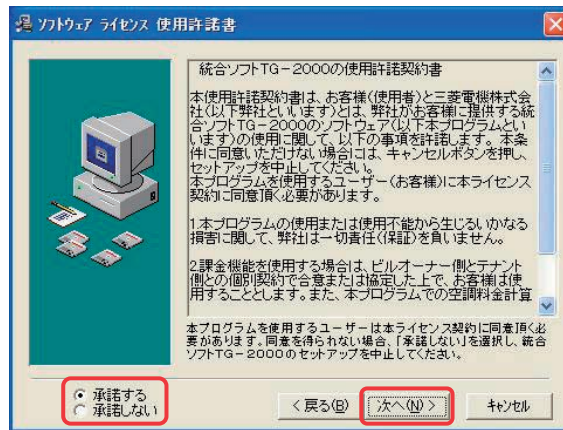 ソフトウェア ライセンス 使用許諾書
統合ソフトTG－2000の使用許諾契約書
本使用許諾契約書は、お客様(使用者)と三菱電機株式会
社(以下弊社といいます)とは、弊社がお客様に提供する統
合ソフトTG－2000のソフトウェア(以下本プログラムとい
います)の使用に関して、以下の事項を許諾します。本条
件に同意いただけない場合には、キャンセルボタンを押し、
セットアップを中止してください。
本プログラムを使用するユーザー(お客様)に本ライセンス
契約に同意頂く必要があります。
1.本プログラムの使用または使用不能から生じるいかなる
損害に関して、弊社は一切責任(保証)を負いません。
2.課金機能を使用する場合は、ビルオーナー側とテナント
側との個別契約で合意または協定した上で、お客様は使
用することとします。また、本プログラムでの空調料金計算
本プログラムを使用するユーザーは本ライセンス契約に同意頂く必
要があります。同意を得られない場合、「承諾しない」を選択し、統合
ソフトTG－2000のセットアップを中止してください。
承諾する
承諾しない
< 戻る(B)
次へ(N) >
キャンセル